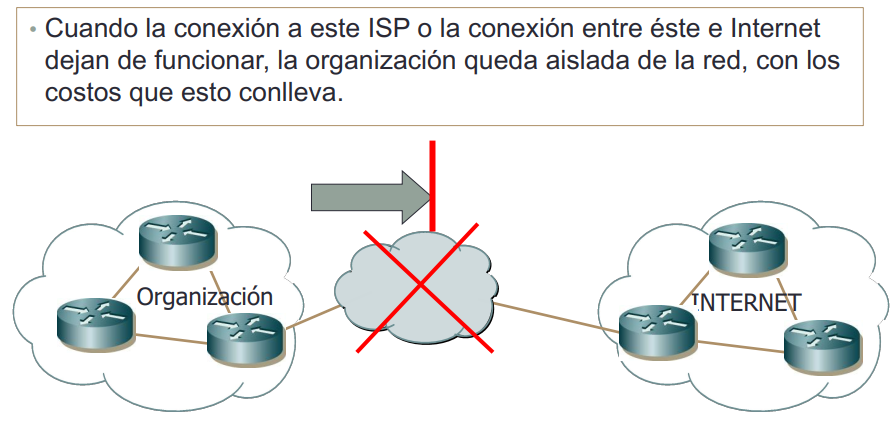 • Cuando la conexión a este ISP o la conexión entre éste e Internet
dejan de funcionar, la organización queda aislada de la red, con los
costos que esto conlleva.
Organización
INTERNET